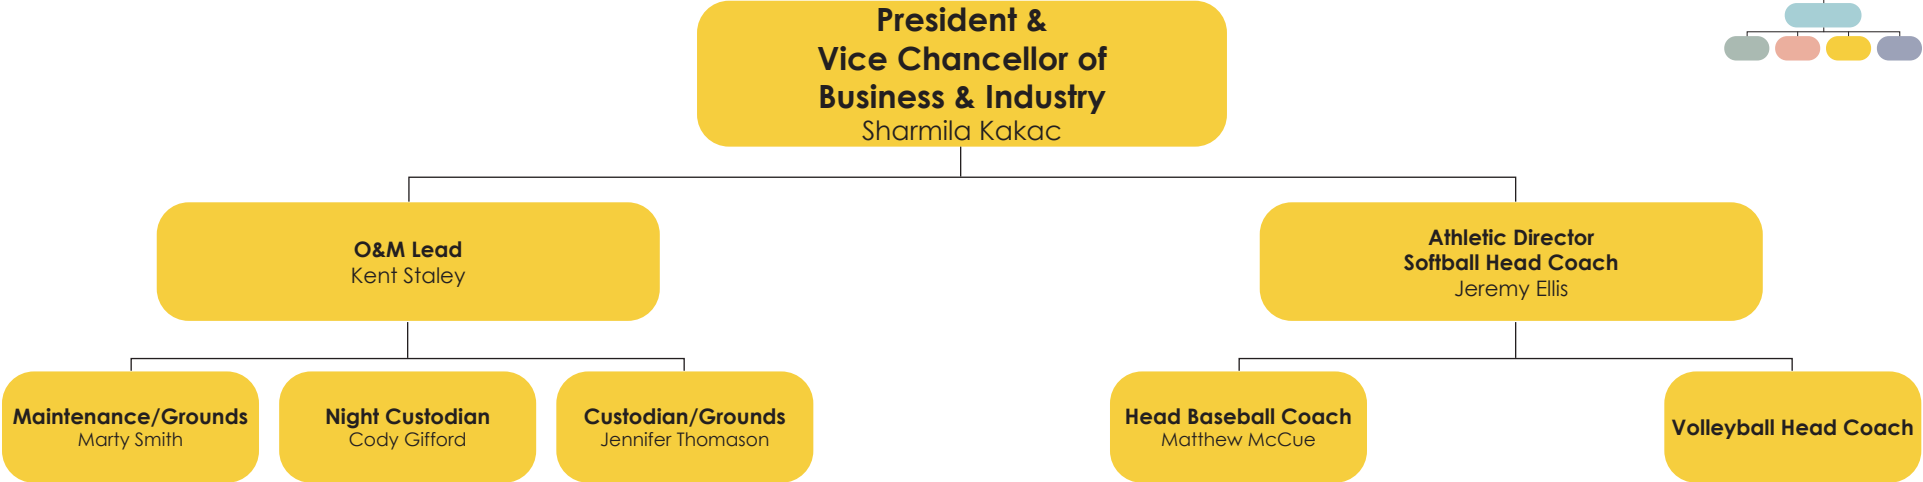 President &
Vice Chancellor of
Business & Industry
Sharmila Kakac
O&M Lead
Kent Staley
Athletic Director
Softball Head Coach
Jeremy Ellis
Maintenance/Grounds
Marty Smith
Night Custodian
Cody Gifford
Custodian/Grounds
Jennifer Thomason
Head Baseball Coach
Matthew McCue
Volleyball Head Coach